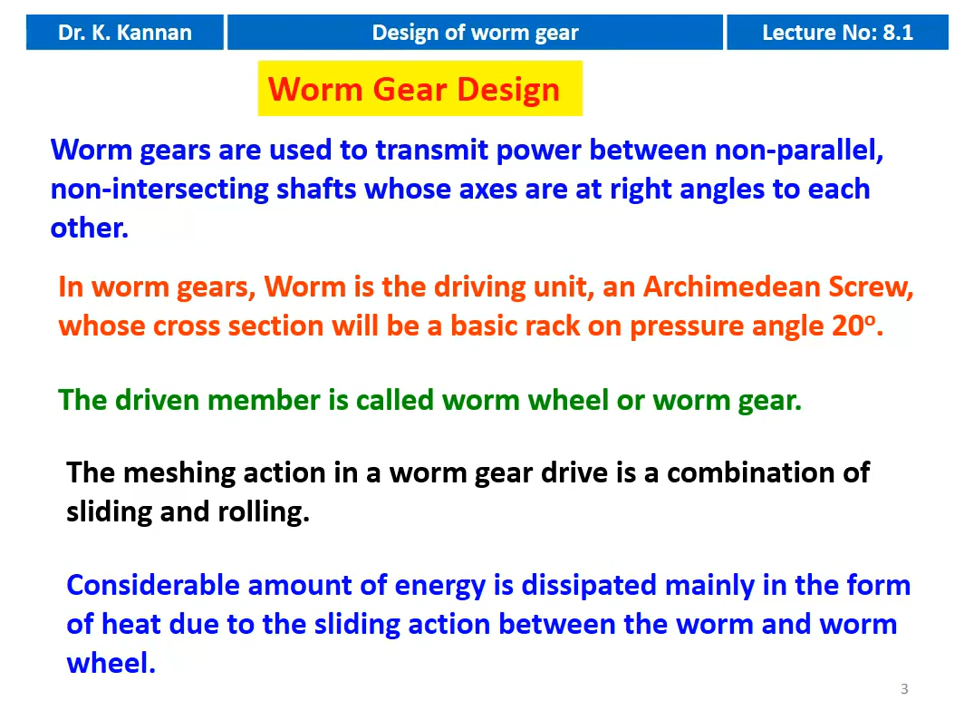 Dr. K. Kannan
Design of worm gear
Lecture No: 8.1
Worm Gear Design
Worm gears are used to transmit power between non-parallel,
non-intersecting shafts whose axes are at right angles to each
other.
In worm gears, Worm is the driving unit, an Archimedean Screw,
whose cross section will be a basic rack on pressure angle 20º.
The driven member is called worm wheel or worm gear.
The meshing action in a worm gear drive is a combination of
sliding and rolling.
Considerable amount of energy is dissipated mainly in the form
of heat due to the sliding action between the worm and worm
wheel.
3